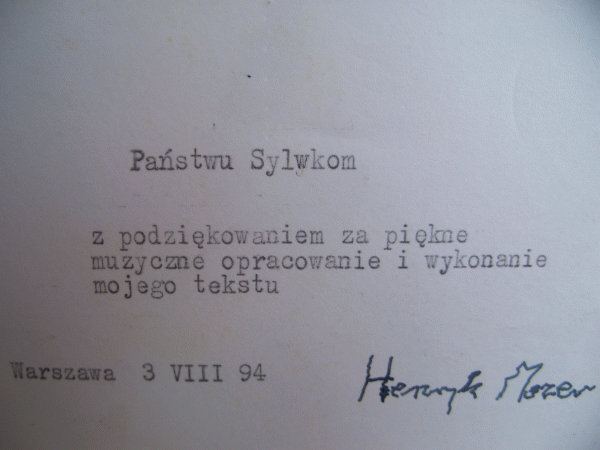 Państwu Sylwkom
z podziękowaniem za piękne
muzyczne opracowanie i wykonanie
mojego tekstu
Warszawa 3 VIII 94
Henryk